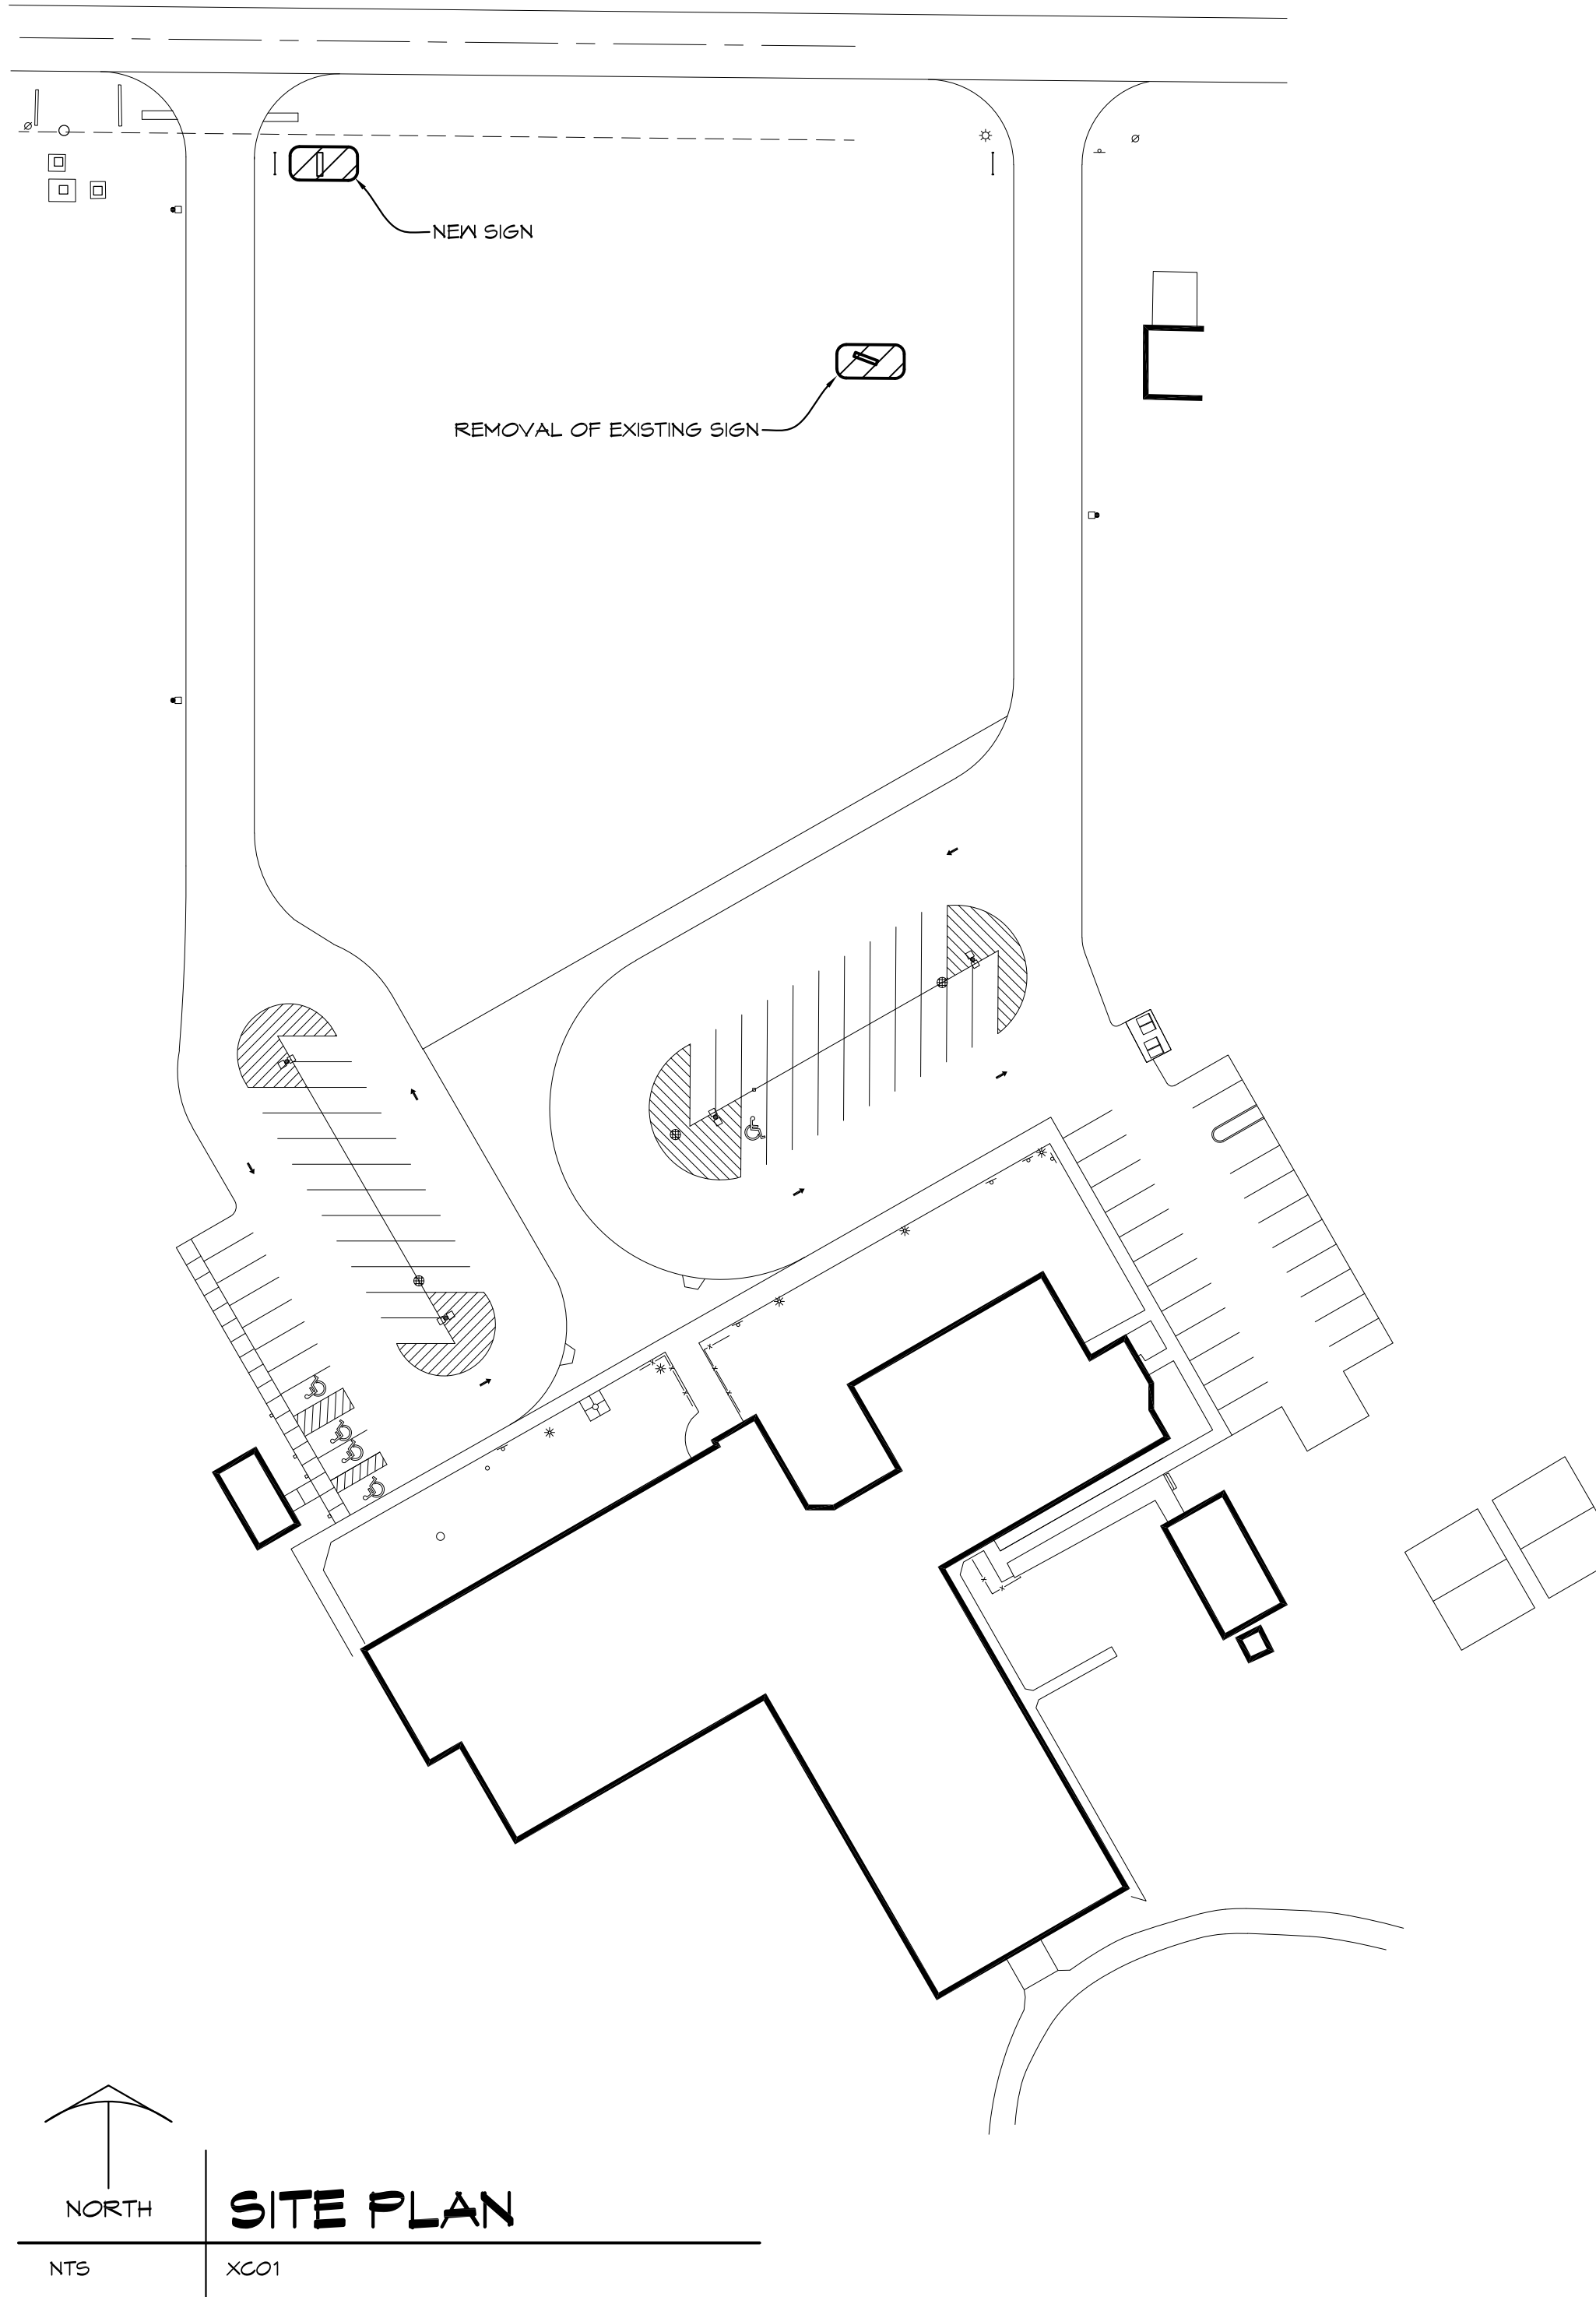 NEW SIGN
REMOVAL OF EXISTING SIGN
NORTH
SITE PLAN
NTS
XC01